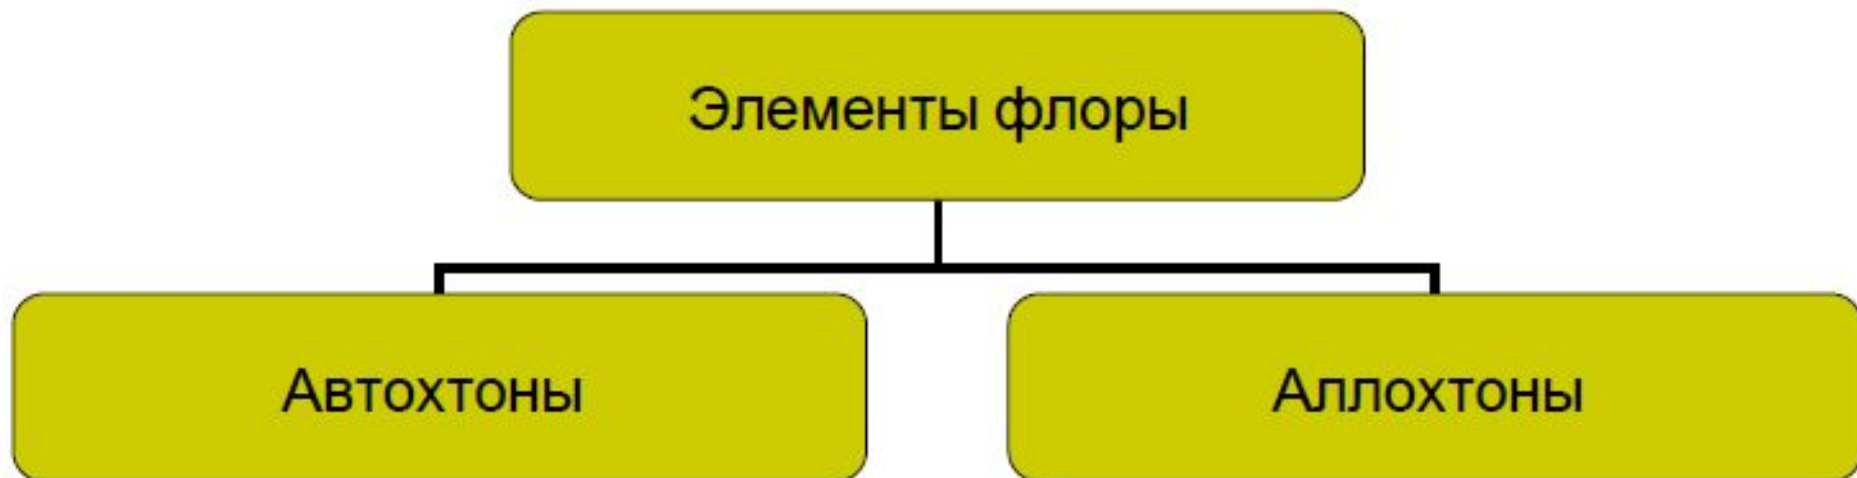 Элементы флоры
Автохтоны
Аллохтоны